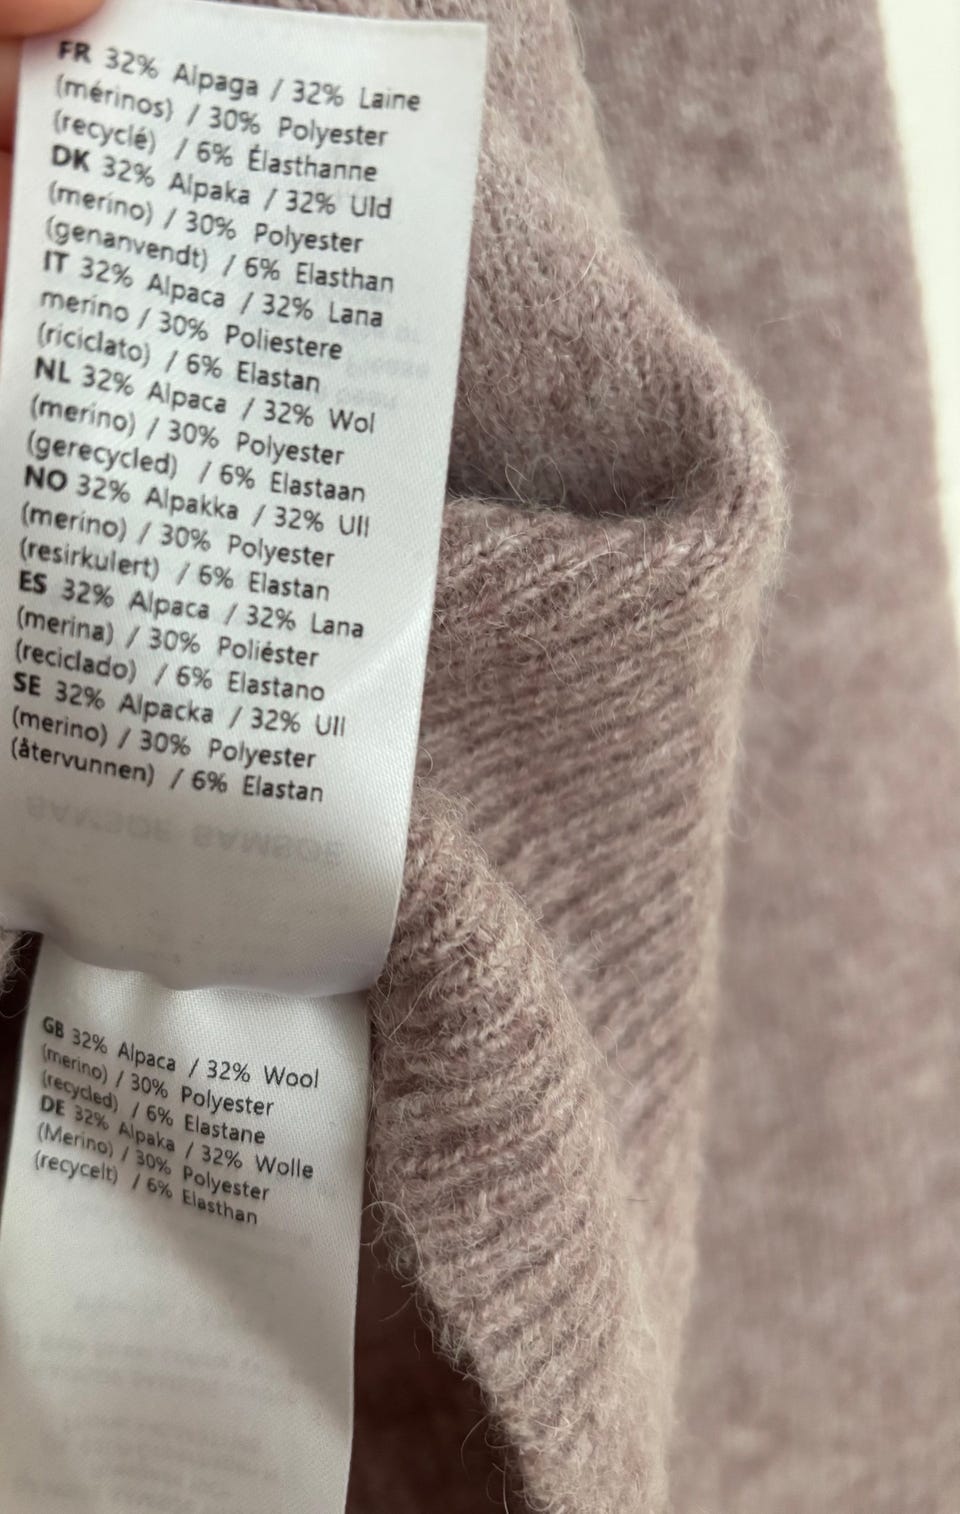 FR 32% Alpaga / 32% Laine
(mérinos) / 30% Polyester
(recyclé) / 6% Élasthanne
DK 32% Alpaka / 32% Uld
(merino) / 30% Polyester
(genanvendt) / 6% Elasthan
IT 32% Alpaca / 32% Lana
merino / 30% Poliestere
(riciclato) / 6% Elastan
NL 32% Alpaca / 32% Wol
(merino) / 30% Polyester
(gerecycled) / 6% Elastaan
NO 32% Alpakka / 32% Ull
(merino) / 30% Polyester
(resirkulert) / 6% Elastan
ES 32% Alpaca / 32% Lana
(merina) / 30% Poliéster
(reciclado) / 6% Elastano
SE 32% Alpacka / 32% Ull
(merino) / 30% Polyester
(återvunnen) / 6% Elastan
SAMSOE SAMSOE
GB 32% Alpaca / 32% Wool
(merino) / 30% Polyester
(recycled) / 6% Elastane
DE 32% Alpaka / 32% Wolle
(Merino) / 30% Polyester
(recycelt) / 6% Elasthan